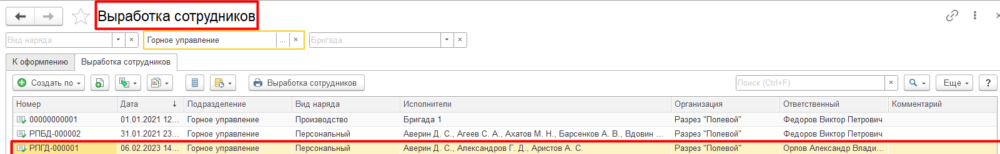 Выработка сотрудников
Вид наряда Горное управление ... Бригада
К оформлению Выработка сотрудников
Создать по Выработка сотрудников Поиск (Ctrl+F) Еще ?
Номер Дата Подразделение Вид наряда Исполнители Организация Ответственный Комментарий
00000000001 01.01.2021 12... Горное управление Производство Бригада 1 Разрез "Полевой" Федоров Виктор Петрович
РПБД-000002 31.01.2021 23... Горное управление Персональный Аверин Д. С., Агеев С. А., Ахатов М. Н., Барсенков А. В., Вдовин ... Разрез "Полевой" Федоров Виктор Петрович
РПГД-000001 06.02.2023 14... Горное управление Персональный Аверин Д. С., Александров Г. Д., Аристов А. С. Разрез "Полевой" Орлов Александр Влади...